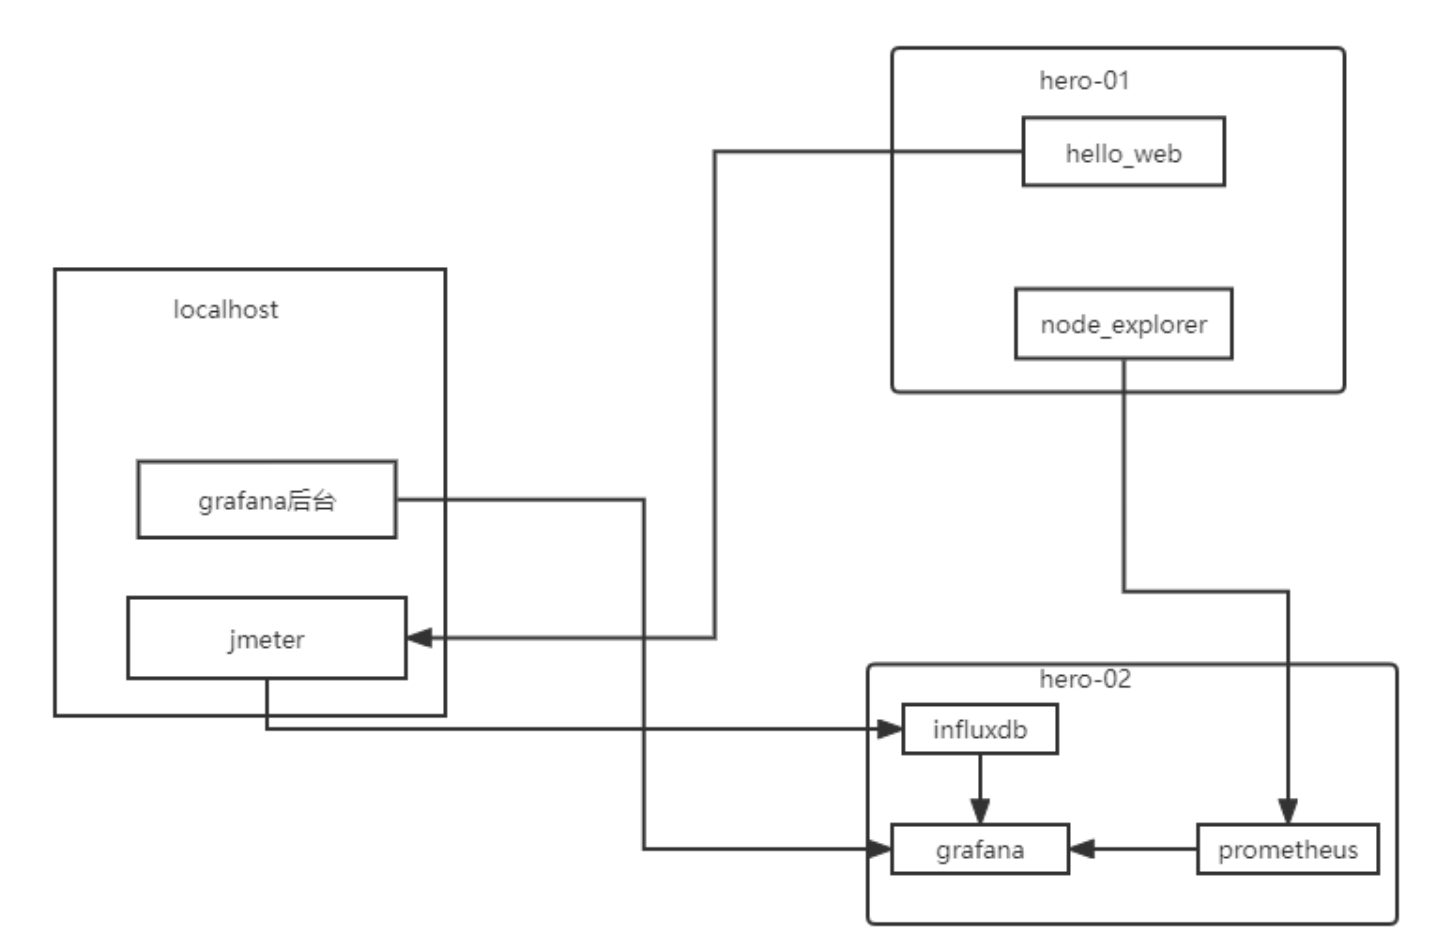 hero-01
hello_web
node_explorer
localhost
grafana后台
jmeter
hero-02
influxdb
grafana
prometheus